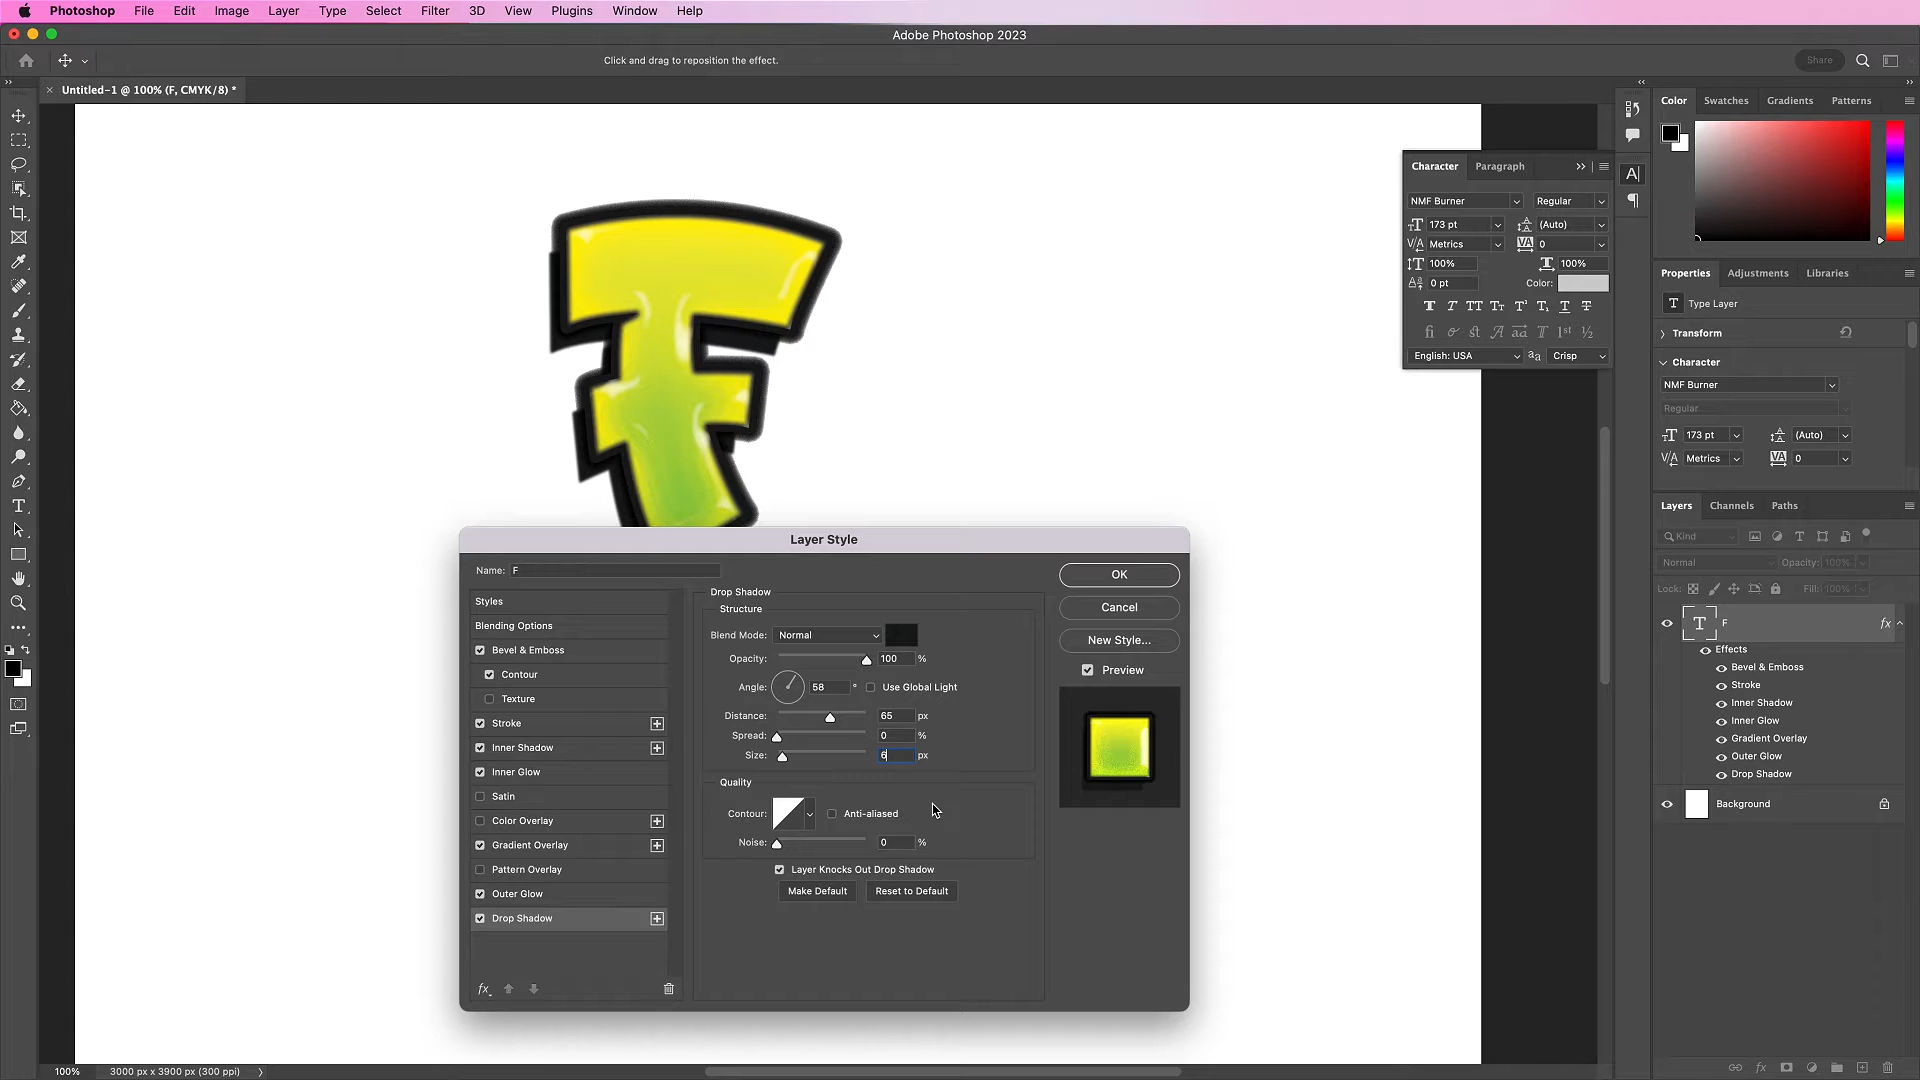 Photoshop File Edit Image Layer Type Select Filter 3D View Plugins Window Help
Adobe Photoshop 2023
Click and drag to reposition the effect.
Share
Untitled-1 @ 100% (F, CMYK/8) *
F
Color Swatches Gradients Patterns
Character Paragraph
NMF Burner Regular
173 pt (Auto)
Metrics 0
100% 100%
0 pt Color:
English: USA Crisp
Properties Adjustments Libraries
Type Layer
Transform
Character
NMF Burner
Regular
173 pt (Auto)
Metrics 0
Layers Channels Paths
Kind
Normal Opacity: 100%
Lock: Fill: 100%
F fx
Effects
Bevel & Emboss
Stroke
Inner Shadow
Inner Glow
Gradient Overlay
Outer Glow
Drop Shadow
Background
Layer Style
Name: F
Styles
Blending Options
Bevel & Emboss
Contour
Texture
Stroke
Inner Shadow
Inner Glow
Satin
Color Overlay
Gradient Overlay
Pattern Overlay
Outer Glow
Drop Shadow
fx
Drop Shadow
Structure
Blend Mode: Normal
Opacity: 100 %
Angle: 58 ° Use Global Light
Distance: 65 px
Spread: 0 %
Size: 6 px
Quality
Contour: Anti-aliased
Noise: 0 %
Layer Knocks Out Drop Shadow
Make Default Reset to Default
OK
Cancel
New Style...
Preview
100% 3000 px x 3900 px (300 ppi)